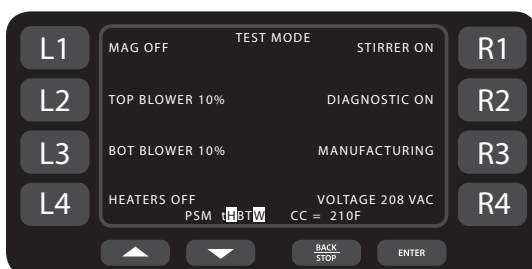 TEST MODE
L1 MAG OFF STIRRER ON R1
L2 TOP BLOWER 10% DIAGNOSTIC ON R2
L3 BOT BLOWER 10% MANUFACTURING R3
L4 HEATERS OFF VOLTAGE 208 VAC R4
PSM tHBTW CC = 210F
BACK
STOP
ENTER